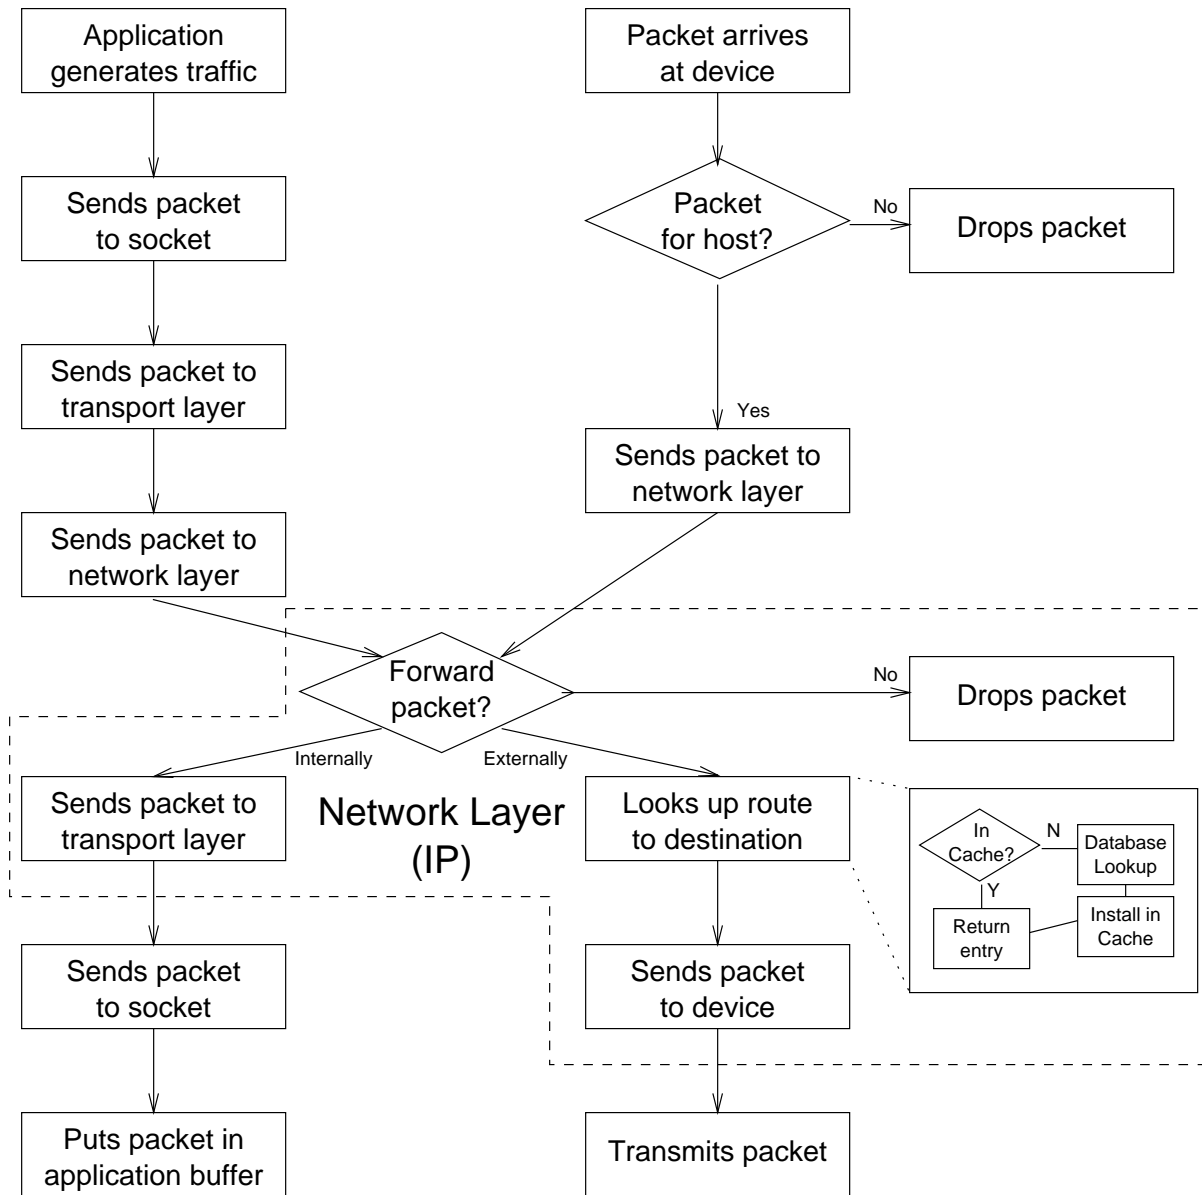 Application
generates traffic
Packet arrives
at device
Sends packet
to socket
Packet
for host?
No
Drops packet
Sends packet to
transport layer
Yes
Sends packet to
network layer
Sends packet to
network layer
Forward
packet?
No
Drops packet
Internally
Externally
Sends packet to
transport layer
Network Layer
(IP)
Looks up route
to destination
In
Cache?
N
Database
Lookup
Y
Return
entry
Install in
Cache
Sends packet
to socket
Sends packet
to device
Puts packet in
application buffer
Transmits packet